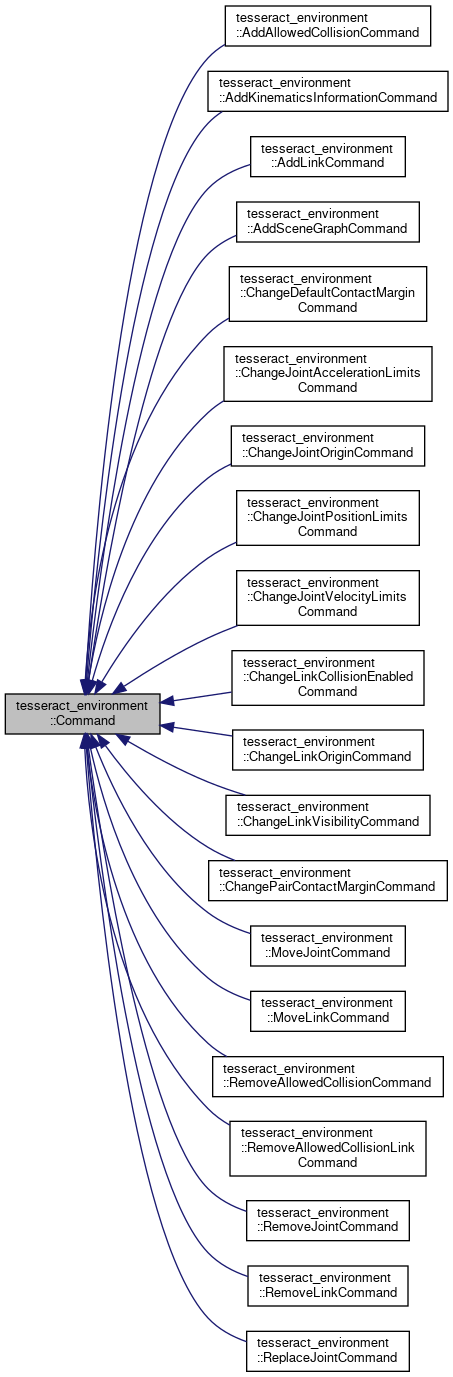 tesseract_environment
::AddAllowedCollisionCommand
tesseract_environment
::AddKinematicsInformationCommand
tesseract_environment
::AddLinkCommand
tesseract_environment
::AddSceneGraphCommand
tesseract_environment
::ChangeDefaultContactMargin
Command
tesseract_environment
::ChangeJointAccelerationLimits
Command
tesseract_environment
::ChangeJointOriginCommand
tesseract_environment
::ChangeJointPositionLimits
Command
tesseract_environment
::ChangeJointVelocityLimits
Command
tesseract_environment
::ChangeLinkCollisionEnabled
Command
tesseract_environment
::Command
tesseract_environment
::ChangeLinkOriginCommand
tesseract_environment
::ChangeLinkVisibilityCommand
tesseract_environment
::ChangePairContactMarginCommand
tesseract_environment
::MoveJointCommand
tesseract_environment
::MoveLinkCommand
tesseract_environment
::RemoveAllowedCollisionCommand
tesseract_environment
::RemoveAllowedCollisionLink
Command
tesseract_environment
::RemoveJointCommand
tesseract_environment
::RemoveLinkCommand
tesseract_environment
::ReplaceJointCommand